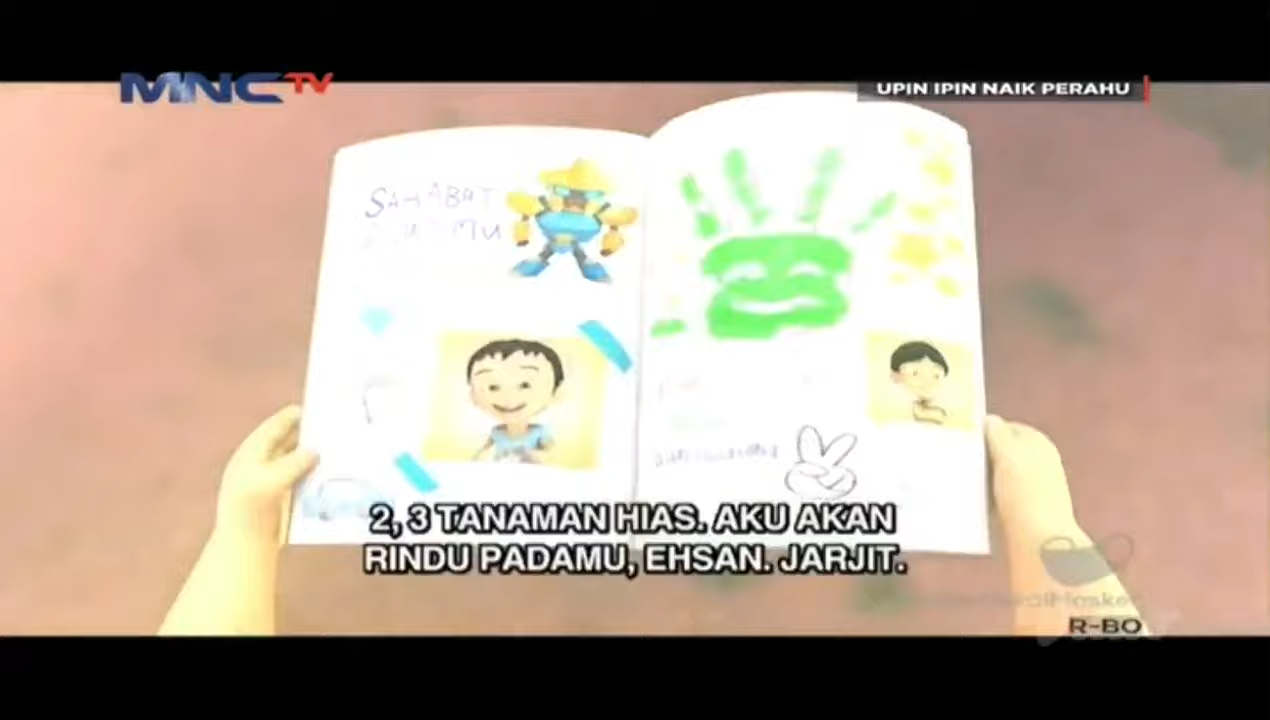 MNCTV
UPIN IPIN NAIK PERAHU
SAHABAT
2, 3 TANAMAN HIAS. AKU AKAN
RINDU PADAMU, EHSAN. JARJIT.
R-BO